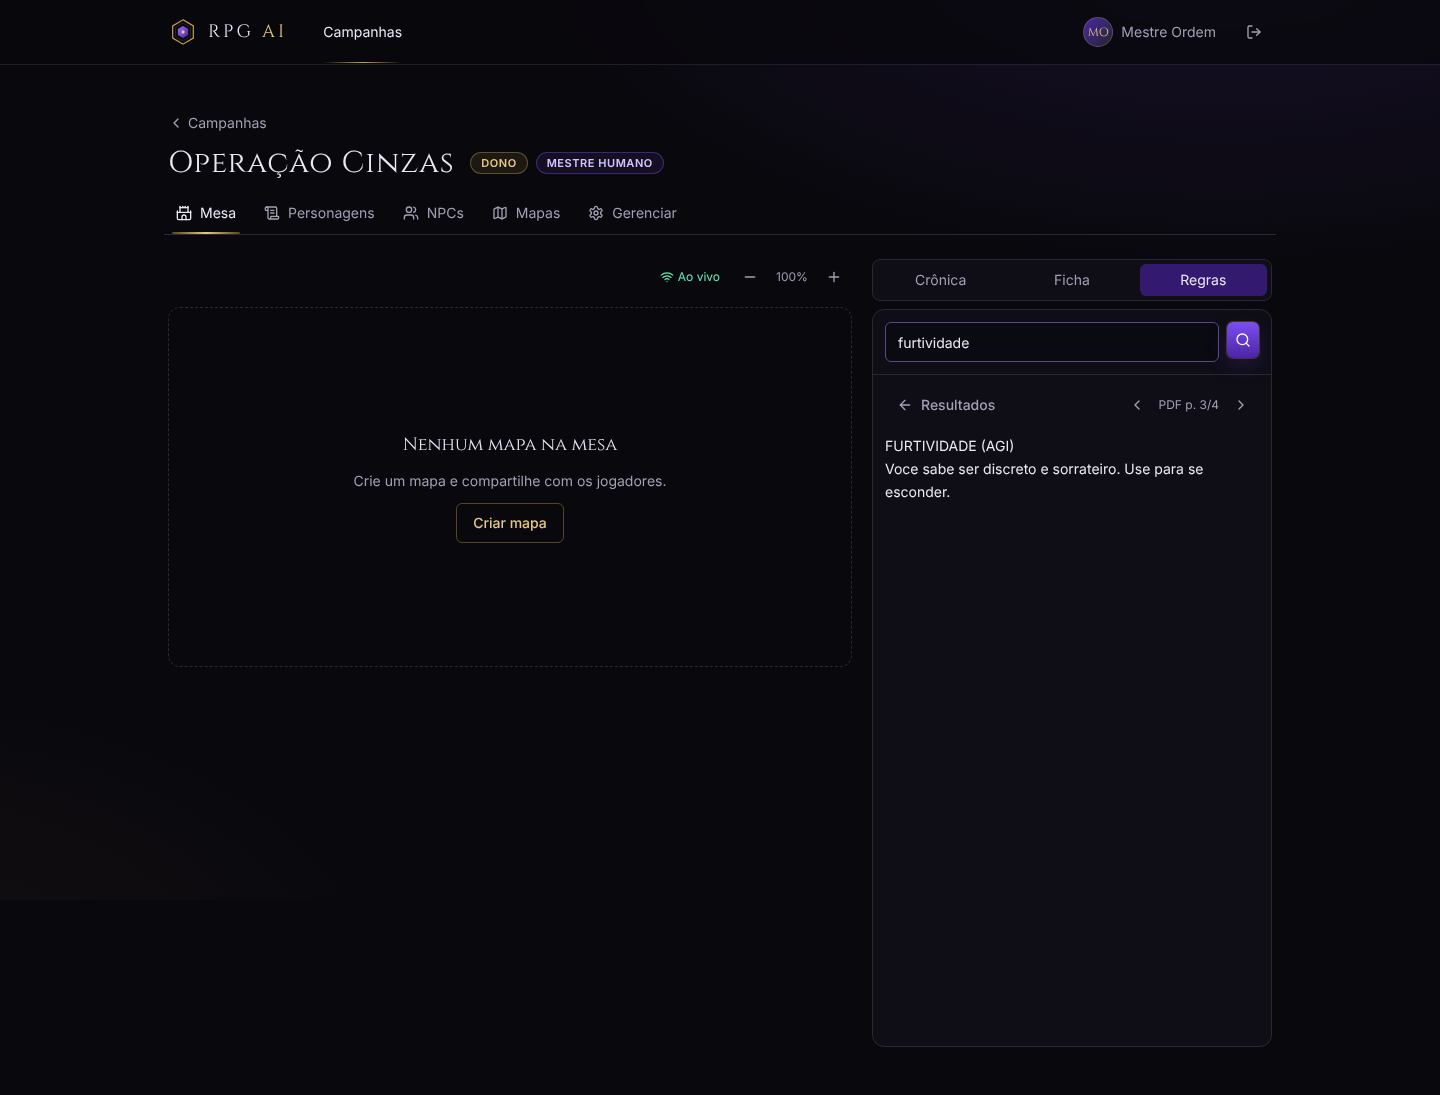 RPG AI
Campanhas
MO
Mestre Ordem
Campanhas
Operação Cinzas
DONO
MESTRE HUMANO
Mesa
Personagens
NPCs
Mapas
Gerenciar
Ao vivo
100%
Nenhum mapa na mesa
Crie um mapa e compartilhe com os jogadores.
Criar mapa
Crônica
Ficha
Regras
furtividade
Resultados
PDF p. 3/4
FURTIVIDADE (AGI)
Voce sabe ser discreto e sorrateiro. Use para se
esconder.